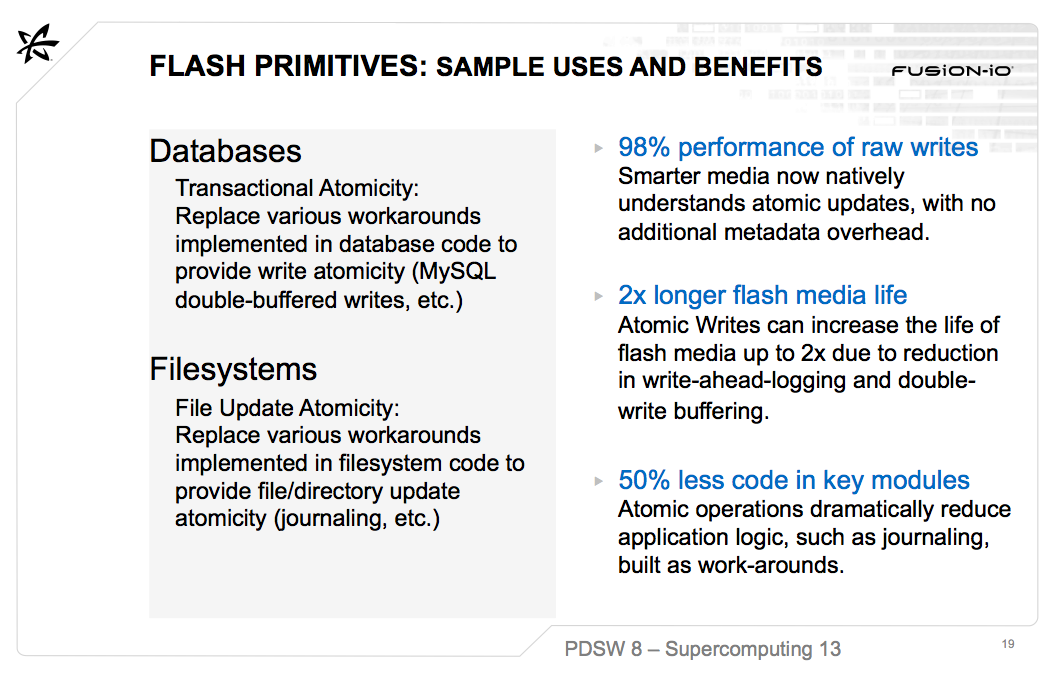 FLASH PRIMITIVES: SAMPLE USES AND BENEFITS
FUSiON-iO
Databases
Transactional Atomicity:
Replace various workarounds
implemented in database code to
provide write atomicity (MySQL
double-buffered writes, etc.)
Filesystems
File Update Atomicity:
Replace various workarounds
implemented in filesystem code to
provide file/directory update
atomicity (journaling, etc.)
98% performance of raw writes
Smarter media now natively
understands atomic updates, with no
additional metadata overhead.
2x longer flash media life
Atomic Writes can increase the life of
flash media up to 2x due to reduction
in write-ahead-logging and double-
write buffering.
50% less code in key modules
Atomic operations dramatically reduce
application logic, such as journaling,
built as work-arounds.
PDSW 8 – Supercomputing 13
19